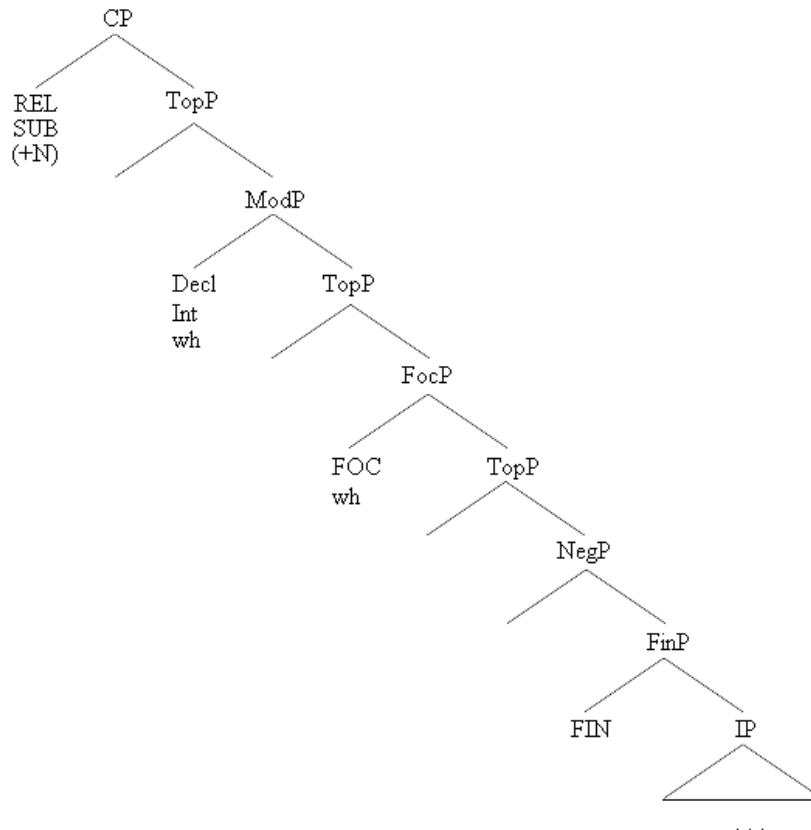 CP
REL
SUB
(+N)
TopP
ModP
Decl
Int
wh
TopP
FocP
FOC
wh
TopP
NegP
FinP
FIN
IP
...